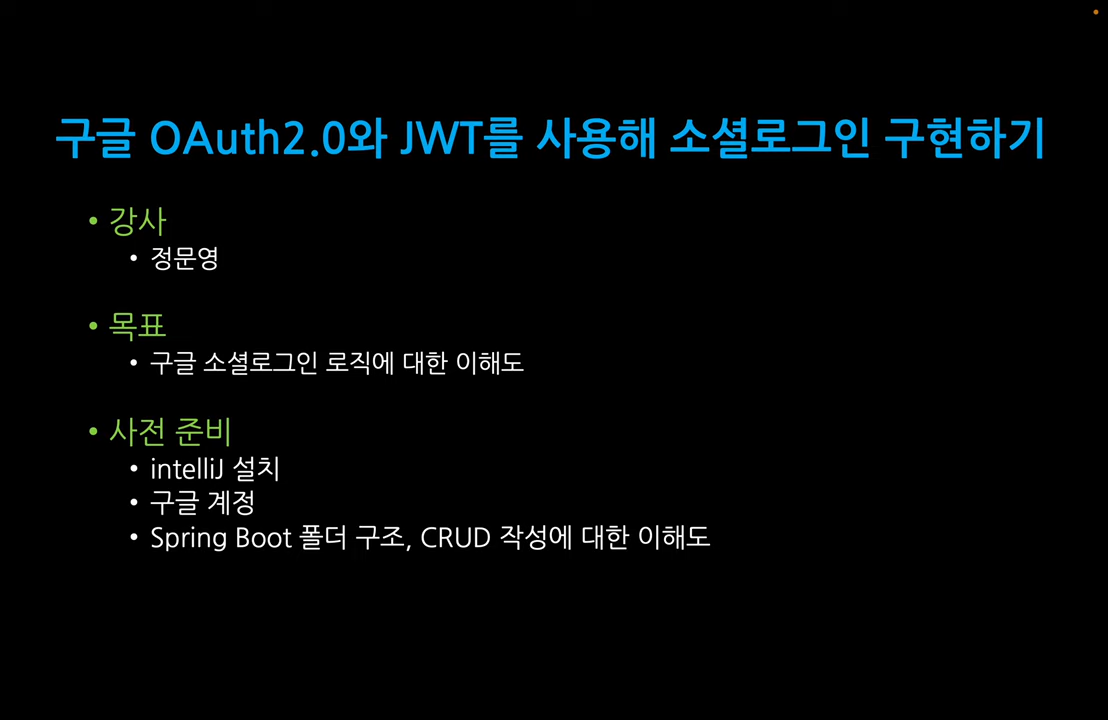 구글 OAuth2.0와 JWT를 사용해 소셜로그인 구현하기
• 강사
• 정문영
• 목표
• 구글 소셜로그인 로직에 대한 이해도
• 사전 준비
• intelliJ 설치
• 구글 계정
• Spring Boot 폴더 구조, CRUD 작성에 대한 이해도